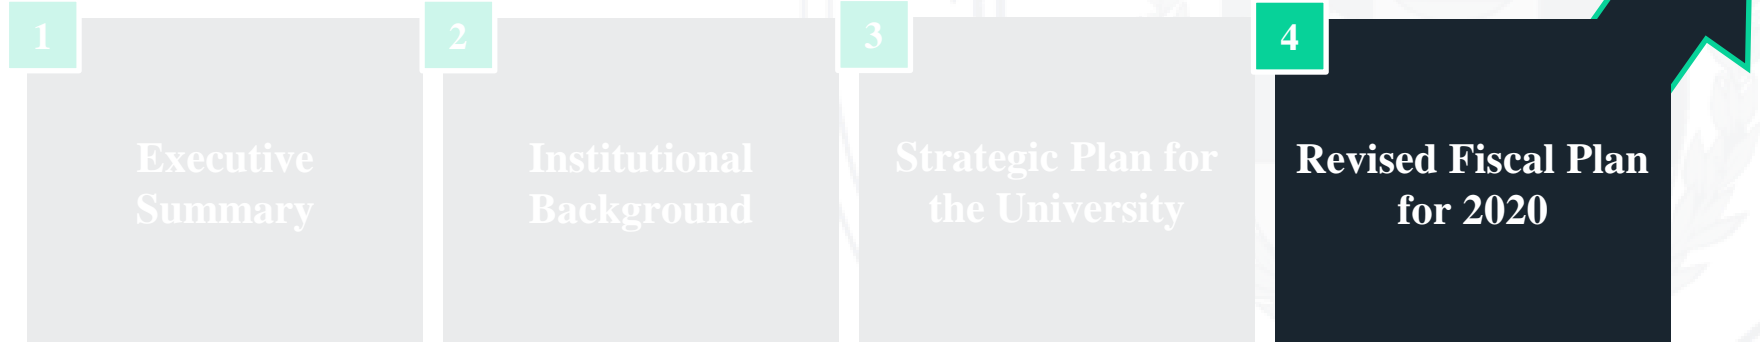 1
Executive
Summary
2
Institutional
Background
3
Strategic Plan for
the University
4
Revised Fiscal Plan
for 2020